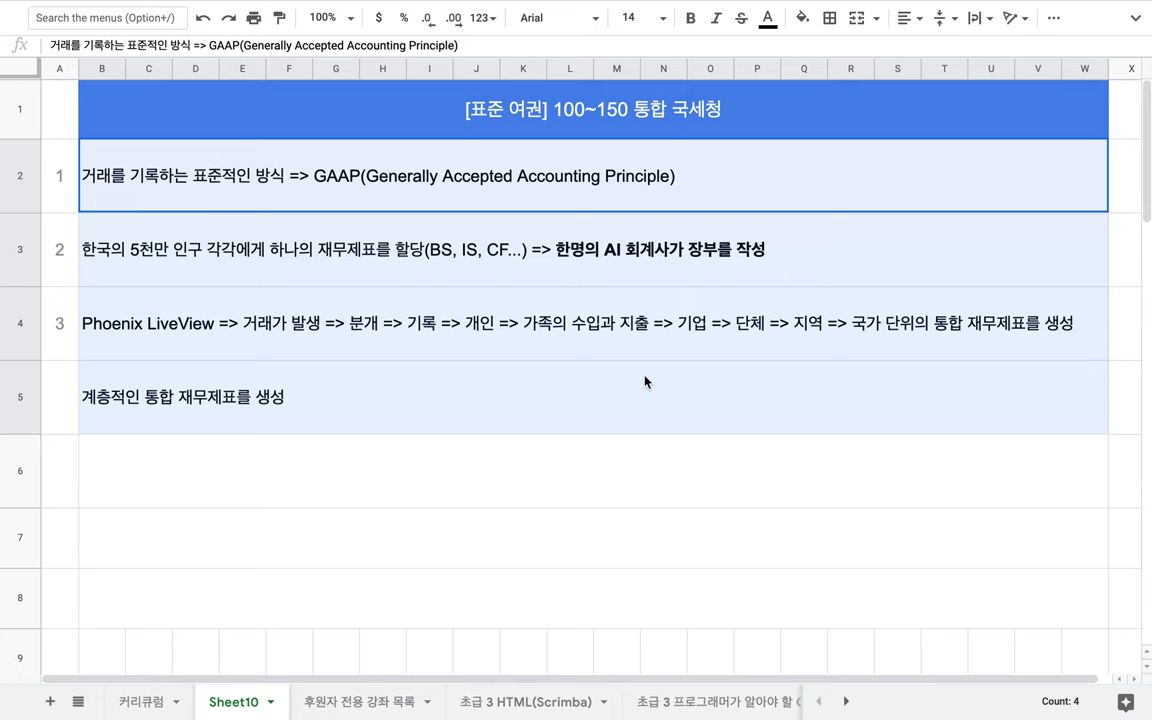 Search the menus (Option+/)
100%
$ % .0 .00 123
Arial
14
B I S A
fx 거래를 기록하는 표준적인 방식 => GAAP(Generally Accepted Accounting Principle)
A B C D E F G H I J K L M N O P Q R S T U V W X
1 [표준 여권] 100~150 통합 국세청
2 1 거래를 기록하는 표준적인 방식 => GAAP(Generally Accepted Accounting Principle)
3 2 한국의 5천만 인구 각각에게 하나의 재무제표를 할당(BS, IS, CF...) => 한명의 AI 회계사가 장부를 작성
4 3 Phoenix LiveView => 거래가 발생 => 분개 => 기록 => 개인 => 가족의 수입과 지출 => 기업 => 단체 => 지역 => 국가 단위의 통합 재무제표를 생성
5 계층적인 통합 재무제표를 생성
6
7
8
9
커리큘럼 Sheet10 후원자 전용 강좌 목록 초급 3 HTML(Scrimba) 초급 3 프로그래머가 알아야 할 Count: 4